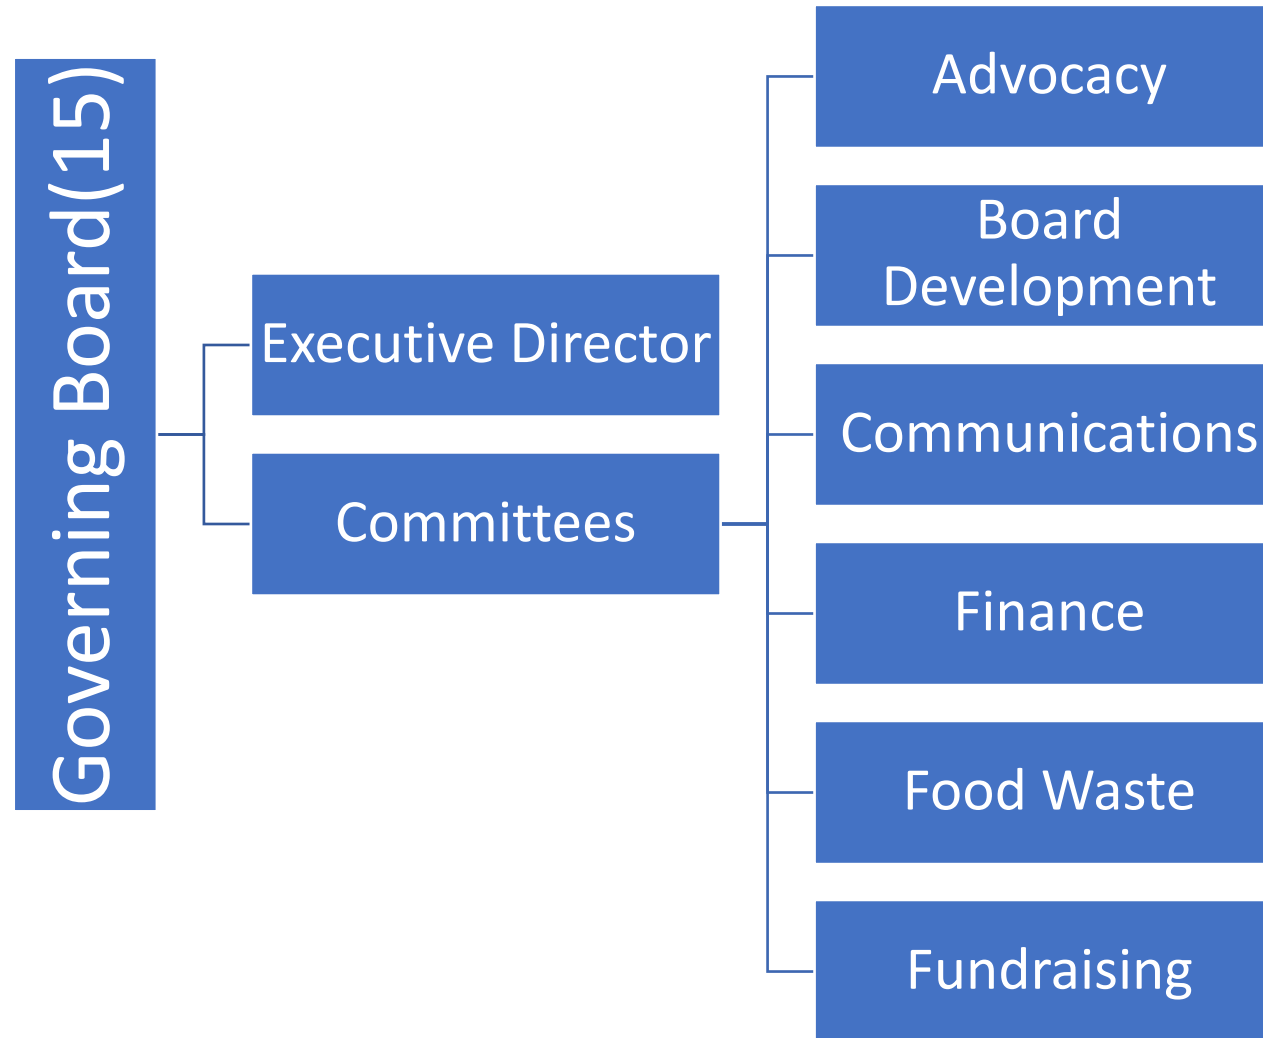 Governing Board(15)
Executive Director
Committees
Advocacy
Board
Development
Communications
Finance
Food Waste
Fundraising